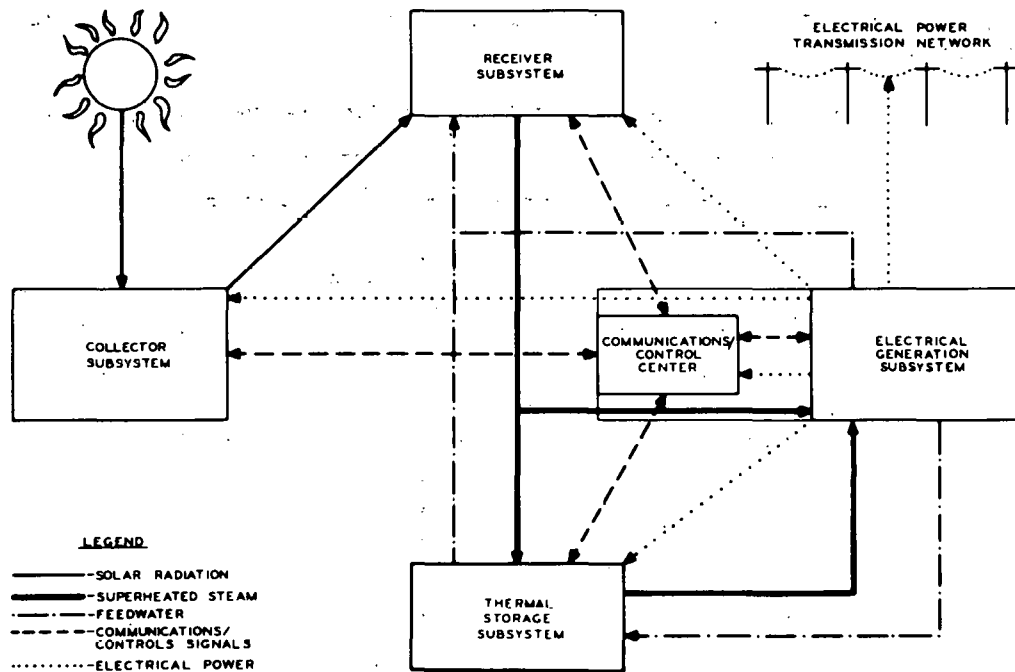 RECEIVER
SUBSYSTEM
ELECTRICAL POWER
TRANSMISSION NETWORK
COLLECTOR
SUBSYSTEM
COMMUNICATIONS/
CONTROL
CENTER
ELECTRICAL
GENERATION
SUBSYSTEM
THERMAL
STORAGE
SUBSYSTEM
LEGEND
-SOLAR RADIATION
-SUPERHEATED STEAM
-FEEDWATER
-COMMUNICATIONS/
CONTROLS SIGNALS
-ELECTRICAL POWER